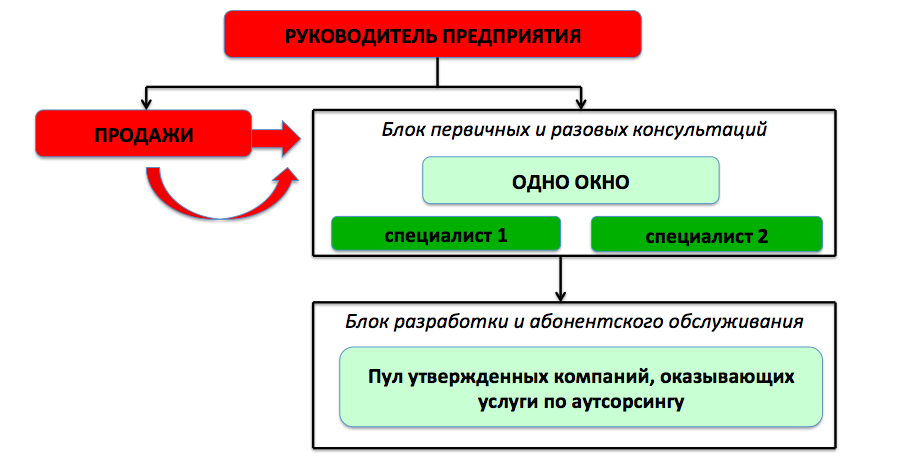 РУКОВОДИТЕЛЬ ПРЕДПРИЯТИЯ
ПРОДАЖИ
Блок первичных и разовых консультаций
ОДНО ОКНО
специалист 1
специалист 2
Блок разработки и абонентского обслуживания
Пул утвержденных компаний, оказывающих
услуги по аутсорсингу